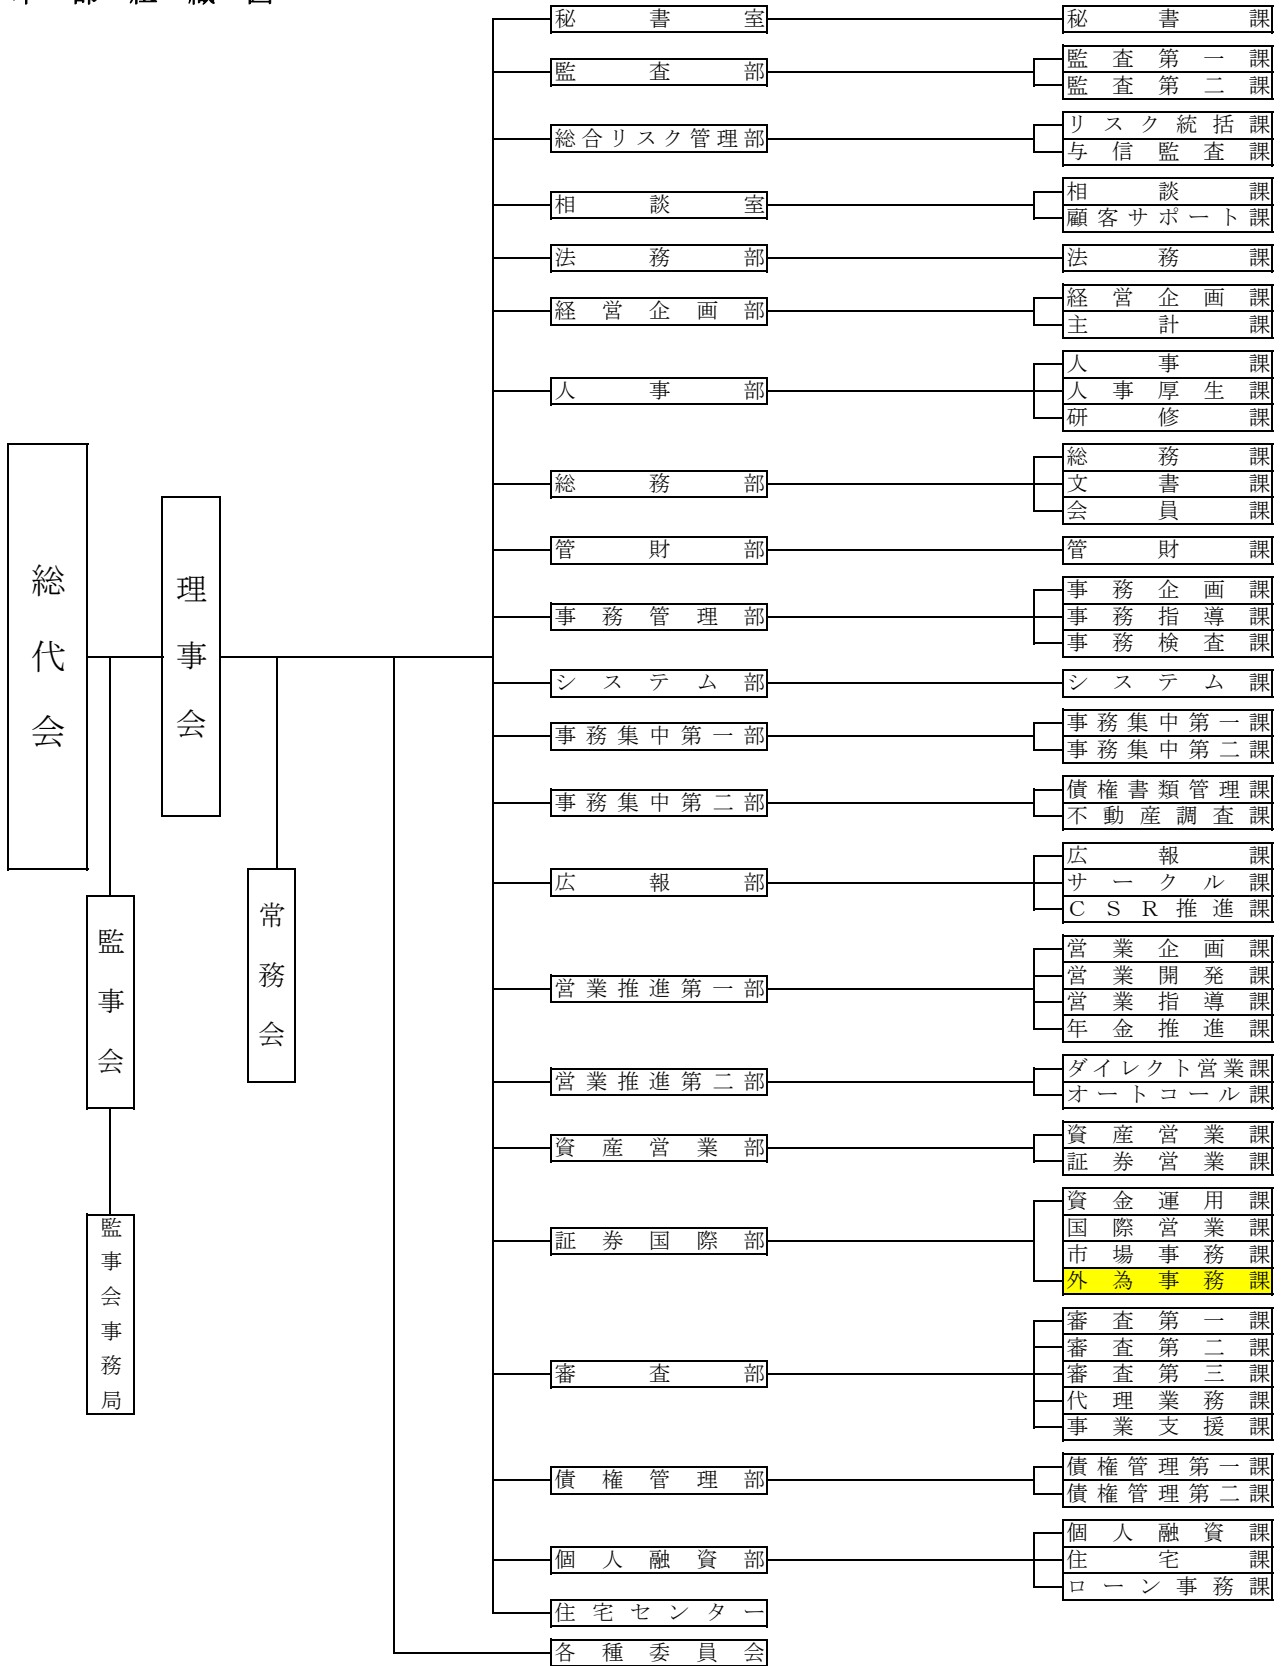 本部組織図
秘書室
秘書課
監査部
監査第一課
監査第二課
総合リスク管理部
リスク統括課
与信監査課
相談室
相談課
顧客サポート課
法務部
法務課
経営企画部
経営企画課
主計課
人事部
人事課
人事厚生課
研修課
総務部
総務課
文書課
会員課
管財部
管財課
事務管理部
事務企画課
事務指導課
事務検査課
システム部
システム課
事務集中第一部
事務集中第一課
事務集中第二課
事務集中第二部
債権書類管理課
不動産調査課
広報部
広報課
サークル課
CSR推進課
営業推進第一部
営業企画課
営業開発課
営業指導課
年金推進課
営業推進第二部
ダイレクト営業課
オートコール課
資産営業部
資産営業課
証券営業課
証券国際部
資金運用課
国際営業課
市場事務課
外為事務課
審査部
審査第一課
審査第二課
審査第三課
代理業務課
事業支援課
債権管理部
債権管理第一課
債権管理第二課
個人融資部
個人融資課
住宅課
ローン事務課
住宅センター
各種委員会
総代会
理事会
監事会
常務会
監事会事務局